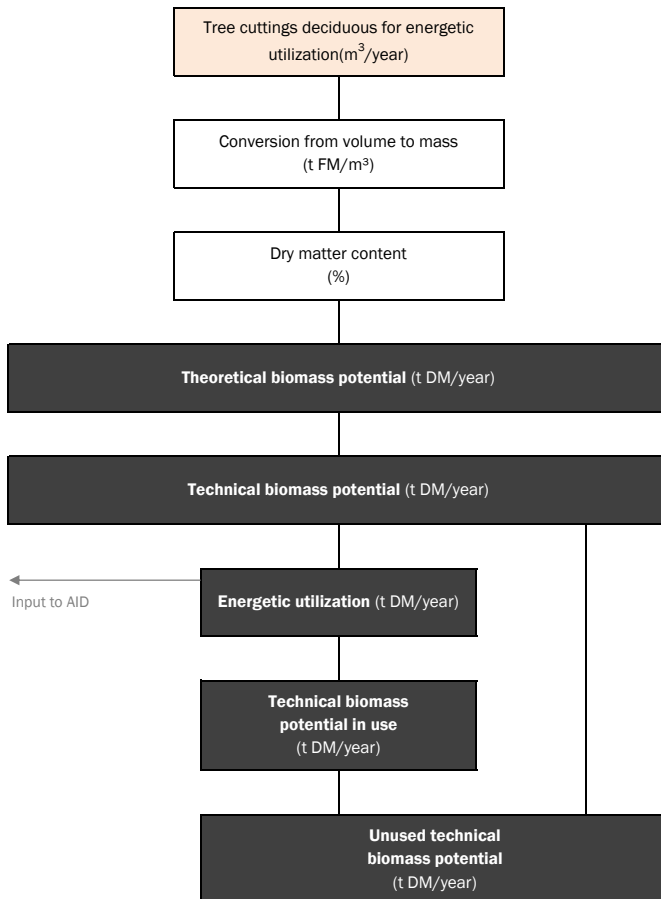 Tree cuttings deciduous for energetic
utilization(m³/year)
Conversion from volume to mass
(t FM/m³)
Dry matter content
(%)
Theoretical biomass potential (t DM/year)
Technical biomass potential (t DM/year)
Energetic utilization (t DM/year)
Input to AID
Technical biomass
potential in use
(t DM/year)
Unused technical
biomass potential
(t DM/year)